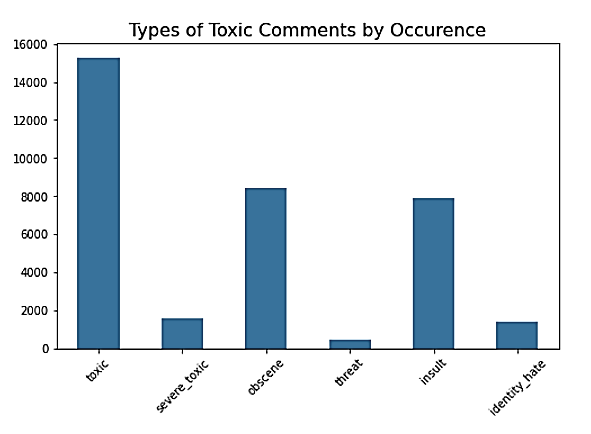 Types of Toxic Comments by Occurence
16000
14000
12000
10000
8000
6000
4000
2000
0
toxic
severe_toxic
obscene
threat
insult
identity_hate